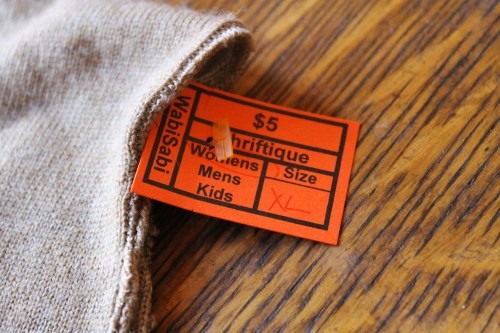 WabiSabi
$5
Thriftique
Womens
Mens
Kids
Size
XL